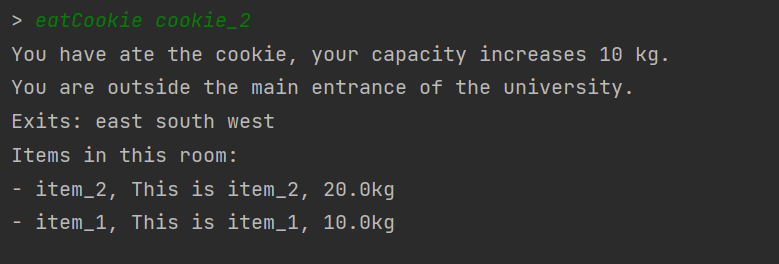 > eatCookie cookie_2
You have ate the cookie, your capacity increases 10 kg.
You are outside the main entrance of the university.
Exits: east south west
Items in this room:
- item_2, This is item_2, 20.0kg
- item_1, This is item_1, 10.0kg